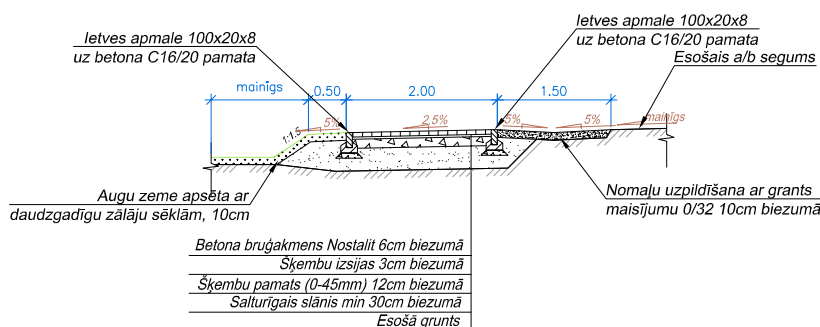 Ietves apmale 100x20x8
uz betona C16/20 pamata
Ietves apmale 100x20x8
uz betona C16/20 pamata
Esošais a/b segums
mainīgs
0.50
2.00
1.50
1:1.5
5%
2,5%
5%
5%
mainīgs
Augu zeme apsēta ar
daudzgadīgu zālāju sēklām, 10cm
Nomaļu uzpildīšana ar grants
maisījumu 0/32 10cm biezumā
Betona bruģakmens Nostalit 6cm biezumā
Šķembu izsijas 3cm biezumā
Šķembu pamats (0-45mm) 12cm biezumā
Salturīgais slānis min 30cm biezumā
Esošā grunts